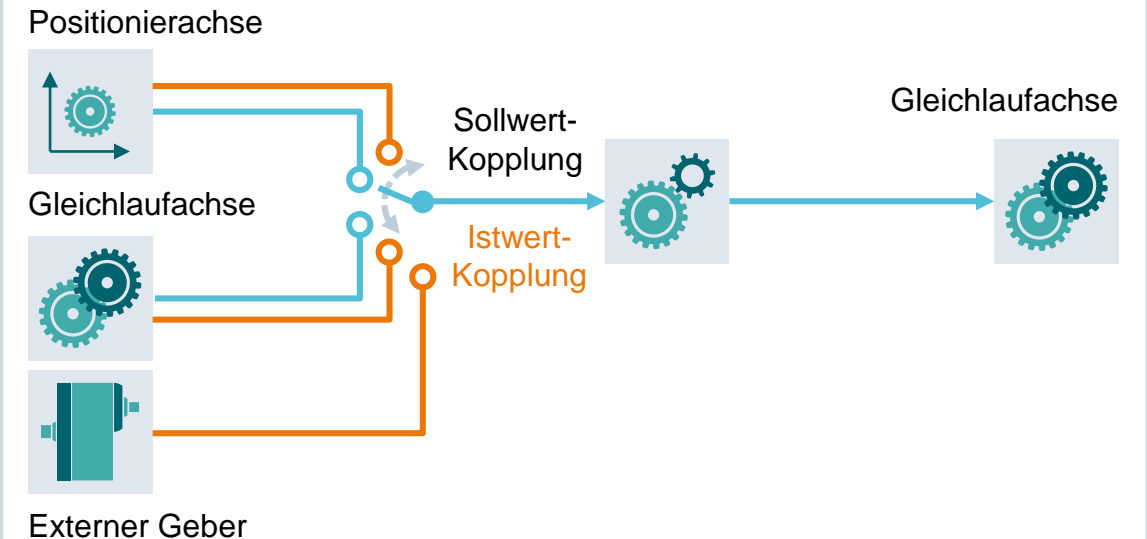 Positionierachse
Gleichlaufachse
Sollwert-
Kopplung
Gleichlaufachse
Istwert-
Kopplung
Externer Geber